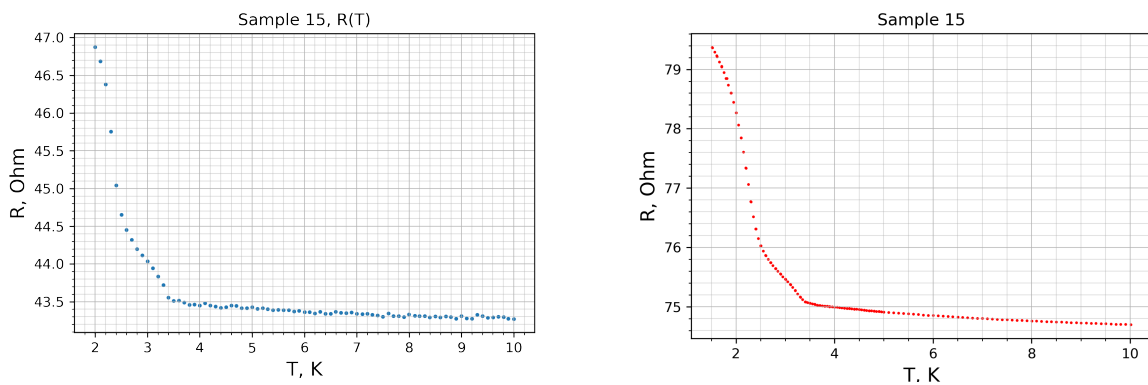 Sample 15, R(T)
47.0
46.5
46.0
45.5
45.0
44.5
44.0
43.5
R, Ohm
2 3 4 5 6 7 8 9 10
T, K
Sample 15
79
78
77
76
75
R, Ohm
2 4 6 8 10
T, K